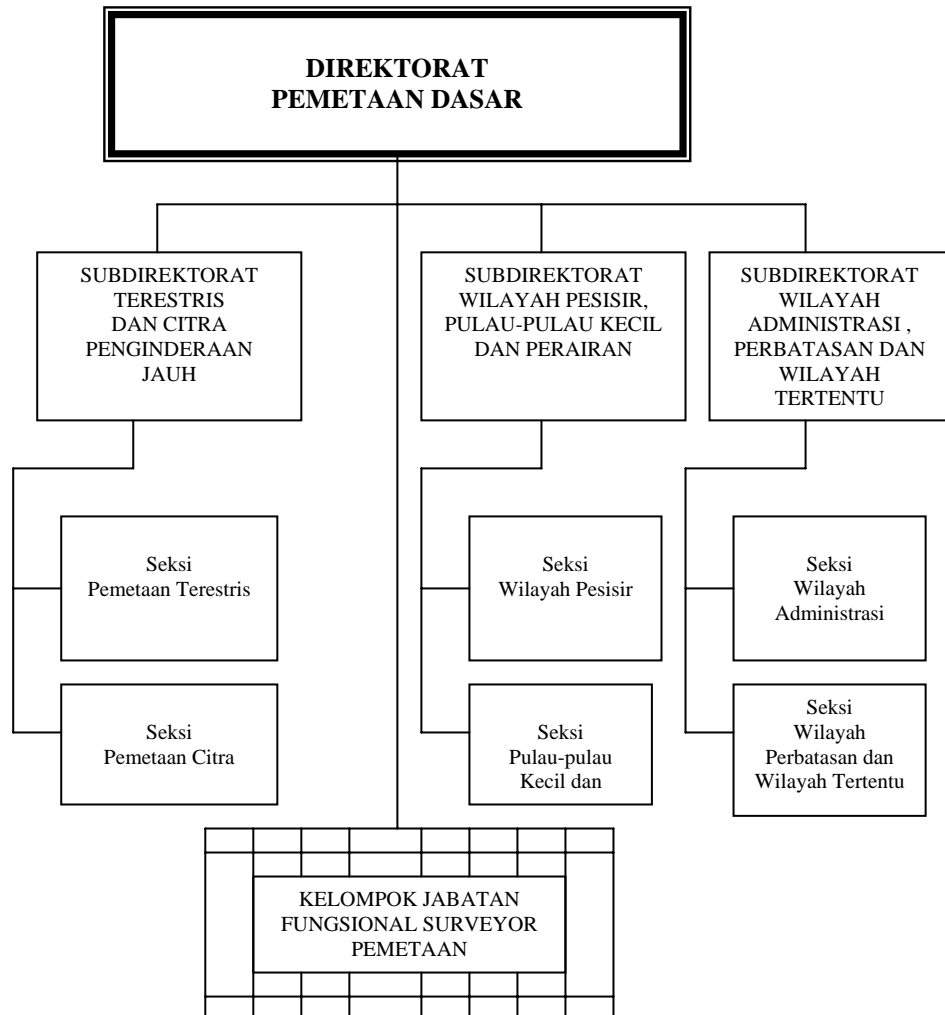 DIREKTORAT
PEMETAAN DASAR
SUBDIREKTORAT
TERESTRIS
DAN CITRA
PENGINDERAAN
JAUH
SUBDIREKTORAT
WILAYAH PESISIR,
PULAU-PULAU KECIL
DAN PERAIRAN
SUBDIREKTORAT
WILAYAH
ADMINISTRASI ,
PERBATASAN DAN
WILAYAH
TERTENTU
Seksi
Pemetaan Terestris
Seksi
Wilayah Pesisir
Seksi
Wilayah
Administrasi
Seksi
Pemetaan Citra
Seksi
Pulau-pulau
Kecil dan
Seksi
Wilayah
Perbatasan dan
Wilayah Tertentu
KELOMPOK JABATAN
FUNGSIONAL SURVEYOR
PEMETAAN